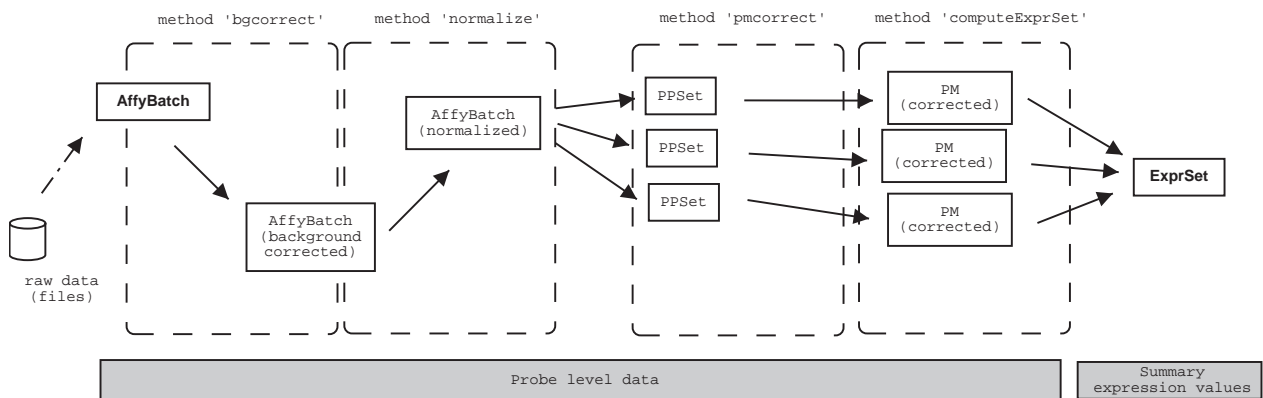 method 'bgcorrect'
method 'normalize'
method 'pmcorrect'
method 'computeExprSet'
AffyBatch
AffyBatch
(background
corrected)
AffyBatch
(normalized)
PPSet
PPSet
PPSet
PM
(corrected)
PM
(corrected)
PM
(corrected)
ExprSet
raw data
(files)
Probe level data
Summary
expression values